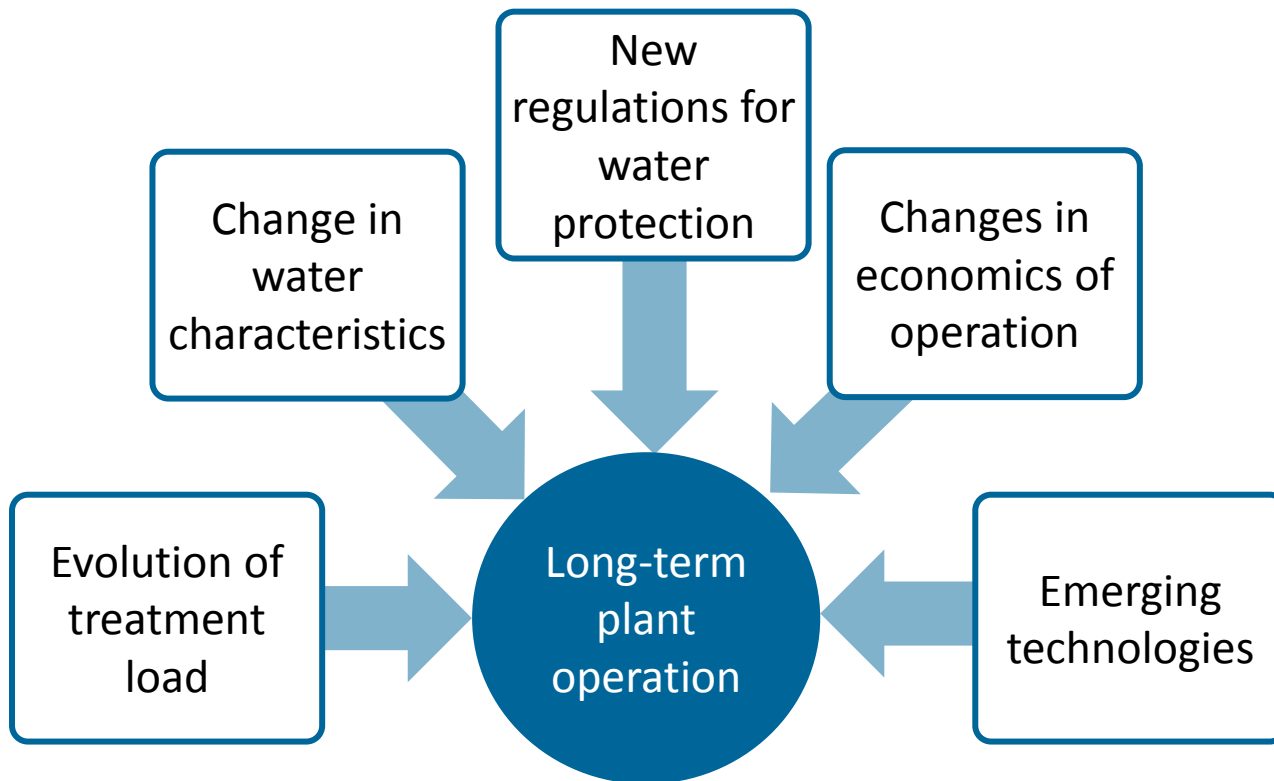 New
regulations for
water
protection
Change in
water
characteristics
Changes in
economics of
operation
Evolution of
treatment
load
Long-term
plant
operation
Emerging
technologies